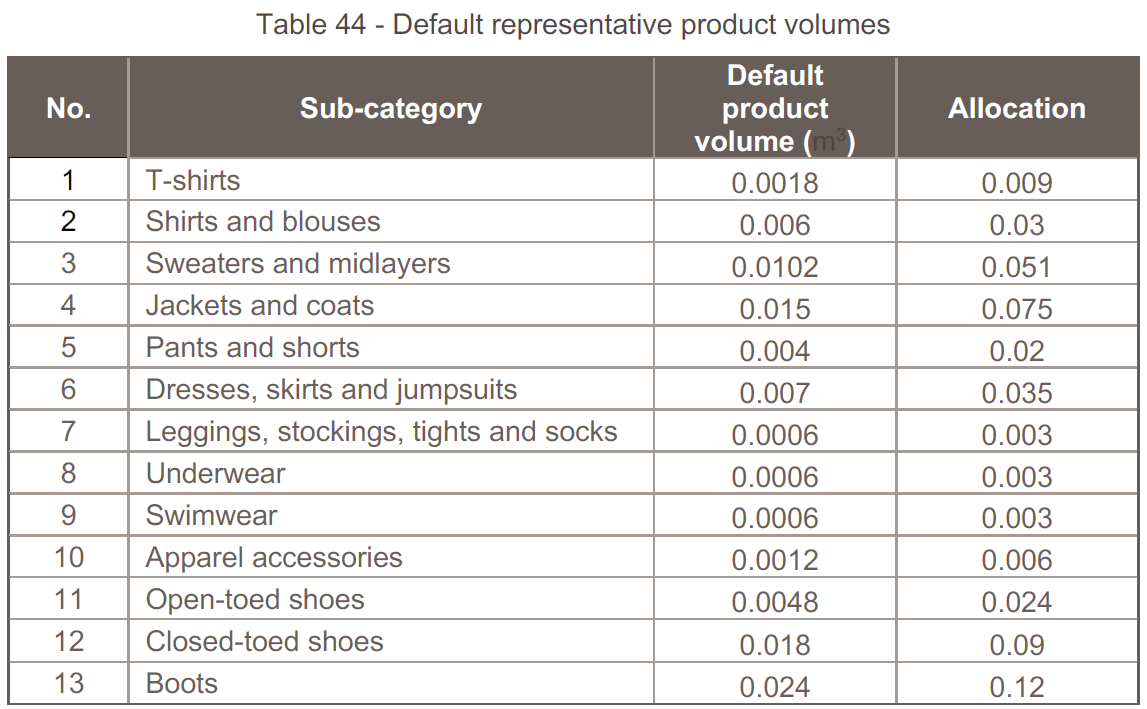 Table 44 - Default representative product volumes
No. Sub-category Default product volume (m³) Allocation
1 T-shirts 0.0018 0.009
2 Shirts and blouses 0.006 0.03
3 Sweaters and midlayers 0.0102 0.051
4 Jackets and coats 0.015 0.075
5 Pants and shorts 0.004 0.02
6 Dresses, skirts and jumpsuits 0.007 0.035
7 Leggings, stockings, tights and socks 0.0006 0.003
8 Underwear 0.0006 0.003
9 Swimwear 0.0006 0.003
10 Apparel accessories 0.0012 0.006
11 Open-toed shoes 0.0048 0.024
12 Closed-toed shoes 0.018 0.09
13 Boots 0.024 0.12